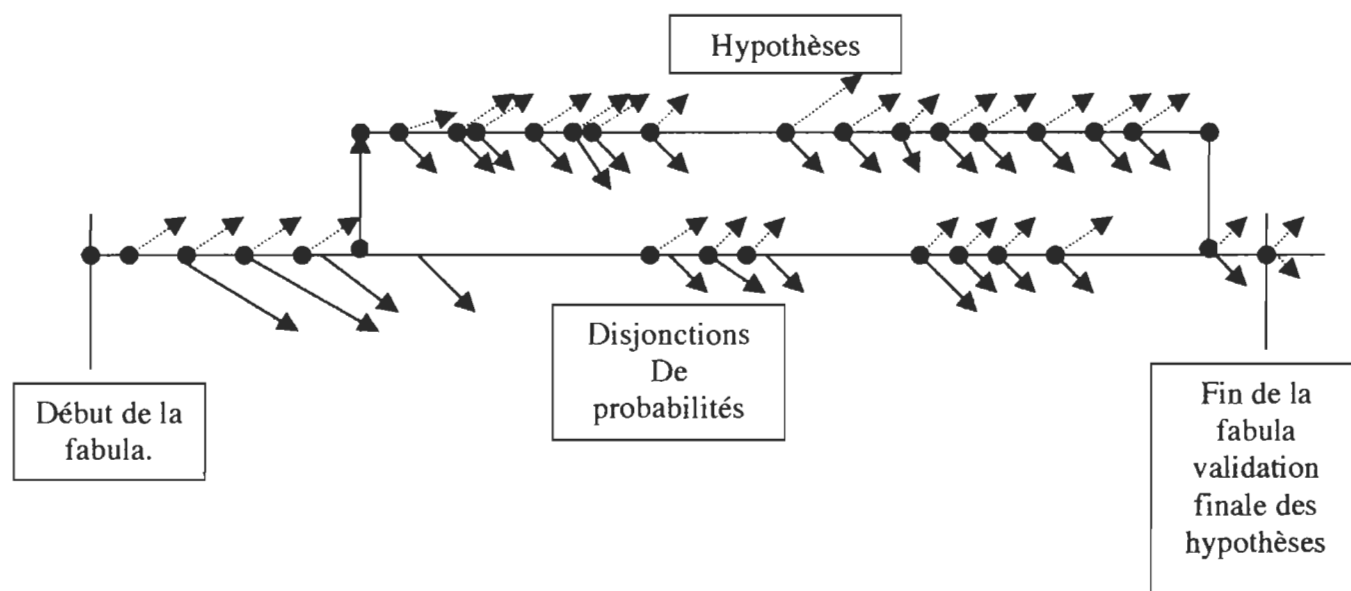 Hypothèses
Disjonctions
De
probabilités
Début de la
fabula.
Fin de la
fabula
validation
finale des
hypothèses